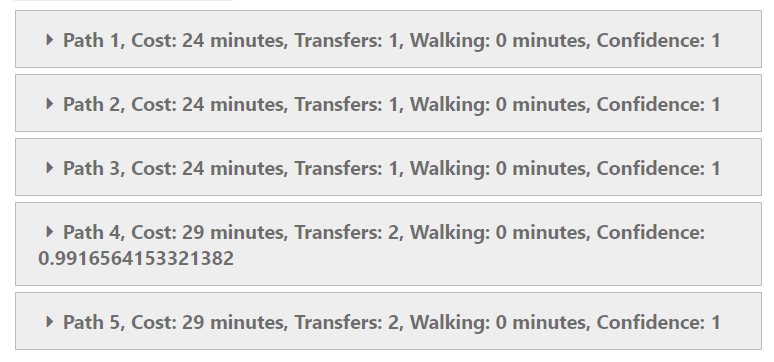 Path 1, Cost: 24 minutes, Transfers: 1, Walking: 0 minutes, Confidence: 1
Path 2, Cost: 24 minutes, Transfers: 1, Walking: 0 minutes, Confidence: 1
Path 3, Cost: 24 minutes, Transfers: 1, Walking: 0 minutes, Confidence: 1
Path 4, Cost: 29 minutes, Transfers: 2, Walking: 0 minutes, Confidence:
0.9916564153321382
Path 5, Cost: 29 minutes, Transfers: 2, Walking: 0 minutes, Confidence: 1